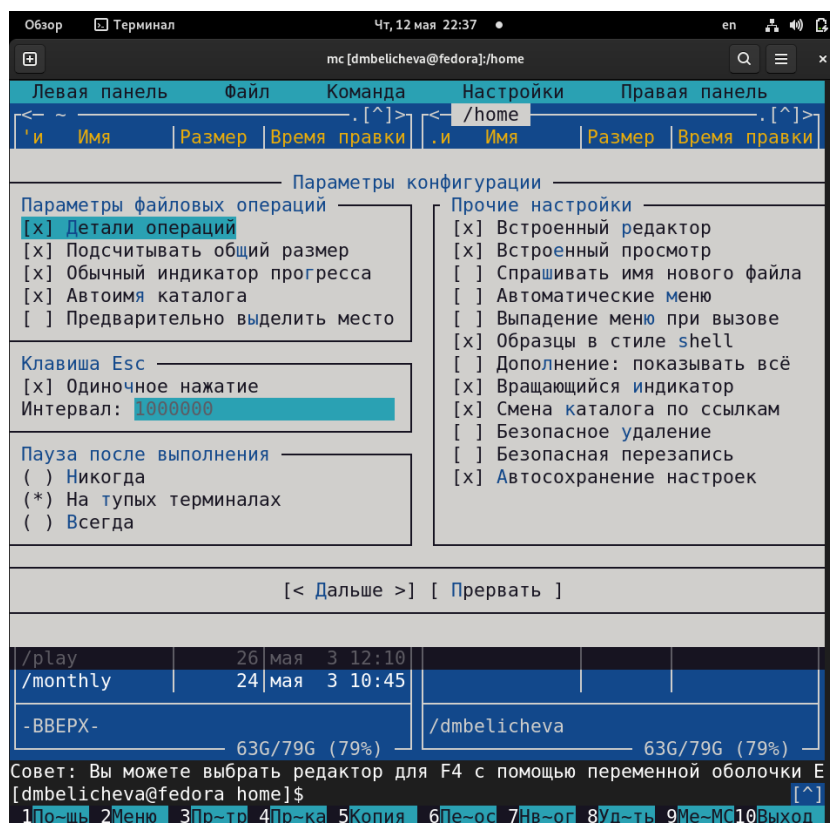 Обзор Терминал Чт, 12 мая 22:37 en
mc [dmbelicheva@fedora]:/home
Левая панель Файл Команда Настройки Правая панель
<— ~ .[^]> <— /home .[^]>
'и Имя Размер Время правки .и Имя Размер Время правки
Параметры конфигурации
Параметры файловых операций
[x] Детали операций
[x] Подсчитывать общий размер
[x] Обычный индикатор прогресса
[x] Автоимя каталога
[ ] Предварительно выделить место
Клавиша Esc
[x] Одиночное нажатие
Интервал: 1000000
Пауза после выполнения
( ) Никогда
(*) На тупых терминалах
( ) Всегда
Прочие настройки
[x] Встроенный редактор
[x] Встроенный просмотр
[ ] Спрашивать имя нового файла
[ ] Автоматические меню
[ ] Выпадение меню при вызове
[x] Образцы в стиле shell
[ ] Дополнение: показывать всё
[x] Вращающийся индикатор
[x] Смена каталога по ссылкам
[ ] Безопасное удаление
[ ] Безопасная перезапись
[x] Автосохранение настроек
[< Дальше >] [ Прервать ]
/play 26 мая 3 12:10
/monthly 24 мая 3 10:45
-ВВЕРХ- /dmbelicheva
63G/79G (79%) 63G/79G (79%)
Совет: Вы можете выбрать редактор для F4 с помощью переменной оболочки E
[dmbelicheva@fedora home]$ [^]
1По~щь 2Меню 3Пр~тр 4Пр~ка 5Копия 6Пе~ос 7Нв~ог 8Уд~ть 9Ме~МС 10Выход